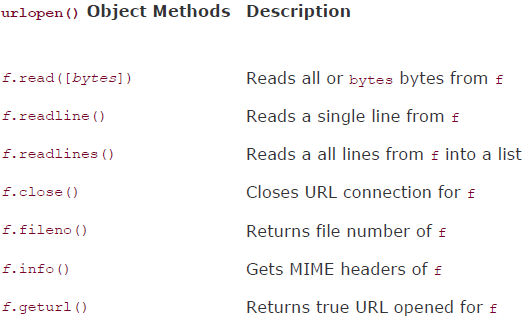 urlopen() Object Methods Description
f.read([bytes]) Reads all or bytes bytes from f
f.readline() Reads a single line from f
f.readlines() Reads a all lines from f into a list
f.close() Closes URL connection for f
f.fileno() Returns file number of f
f.info() Gets MIME headers of f
f.geturl() Returns true URL opened for f